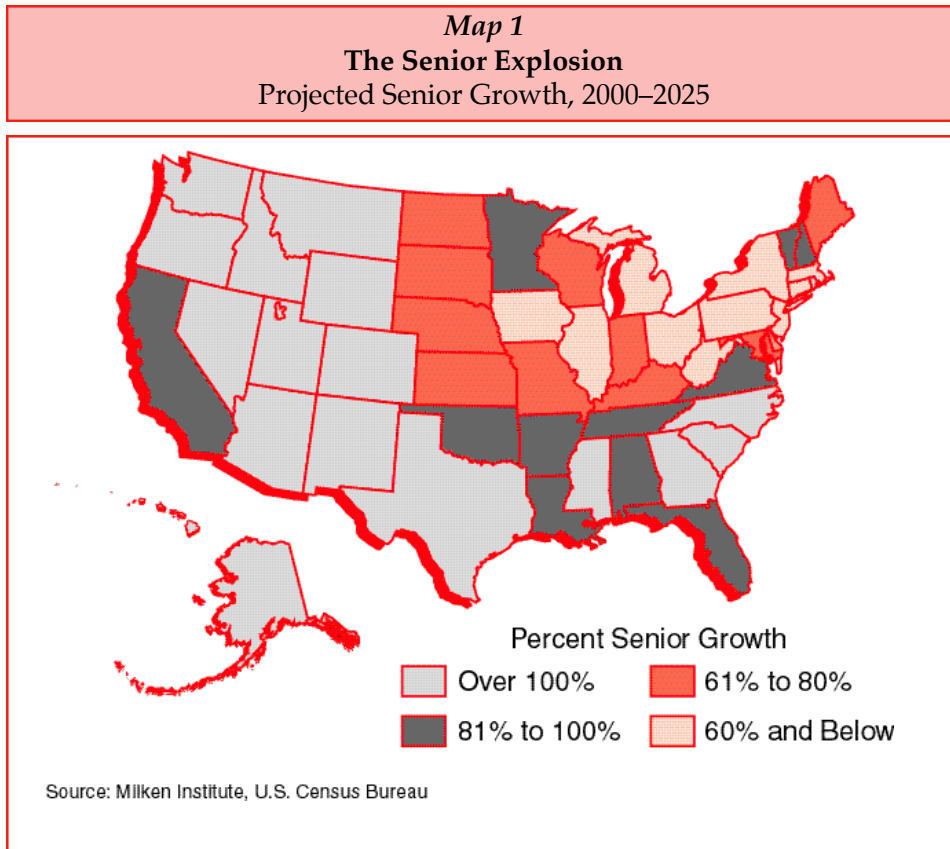 Map 1
The Senior Explosion
Projected Senior Growth, 2000–2025
Percent Senior Growth
Over 100%
61% to 80%
81% to 100%
60% and Below
Source: Milken Institute, U.S. Census Bureau